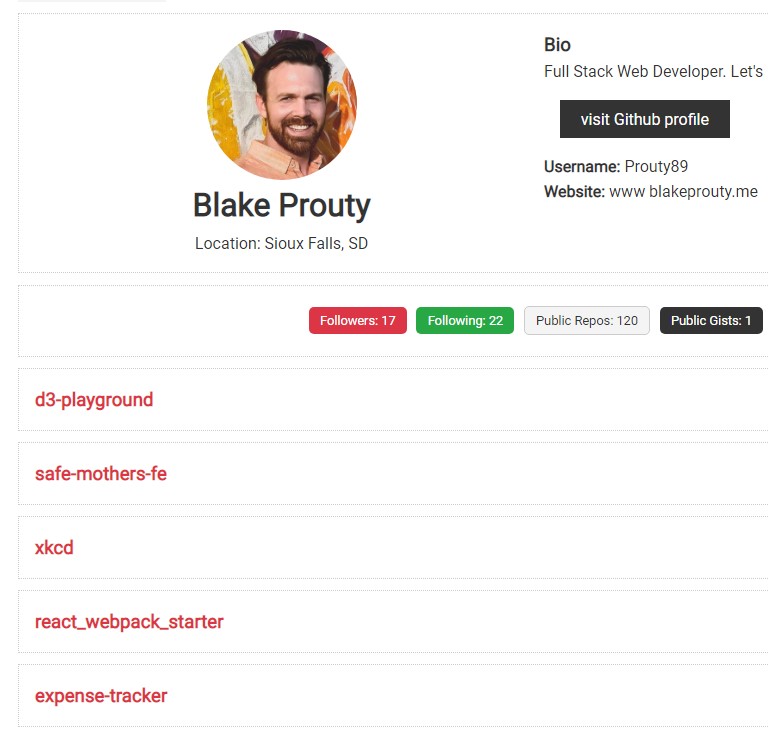 Blake Prouty
Location: Sioux Falls, SD
Bio
Full Stack Web Developer. Let's
visit Github profile
Username: Prouty89
Website: www blakeprouty.me
Followers: 17
Following: 22
Public Repos: 120
Public Gists: 1
d3-playground
safe-mothers-fe
xkcd
react_webpack_starter
expense-tracker